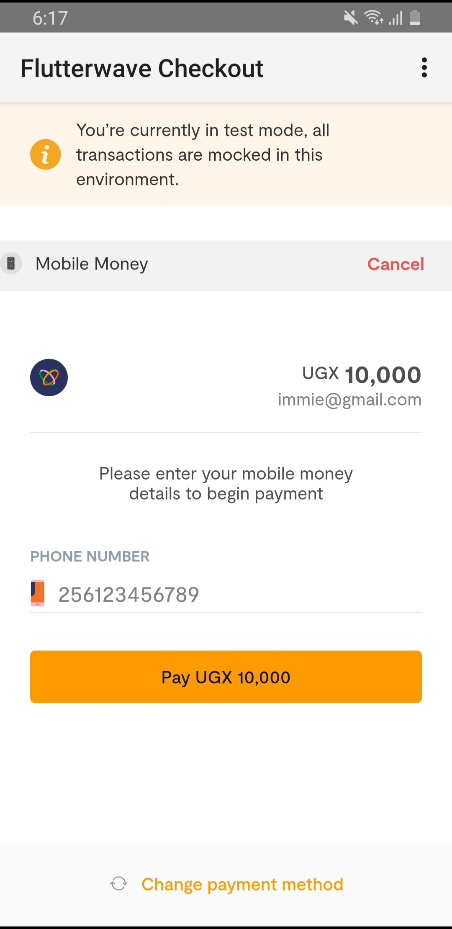 6:17
Flutterwave Checkout
You're currently in test mode, all
transactions are mocked in this
environment.
Mobile Money
Cancel
UGX 10,000
immie@gmail.com
Please enter your mobile money
details to begin payment
PHONE NUMBER
256123456789
Pay UGX 10,000
Change payment method